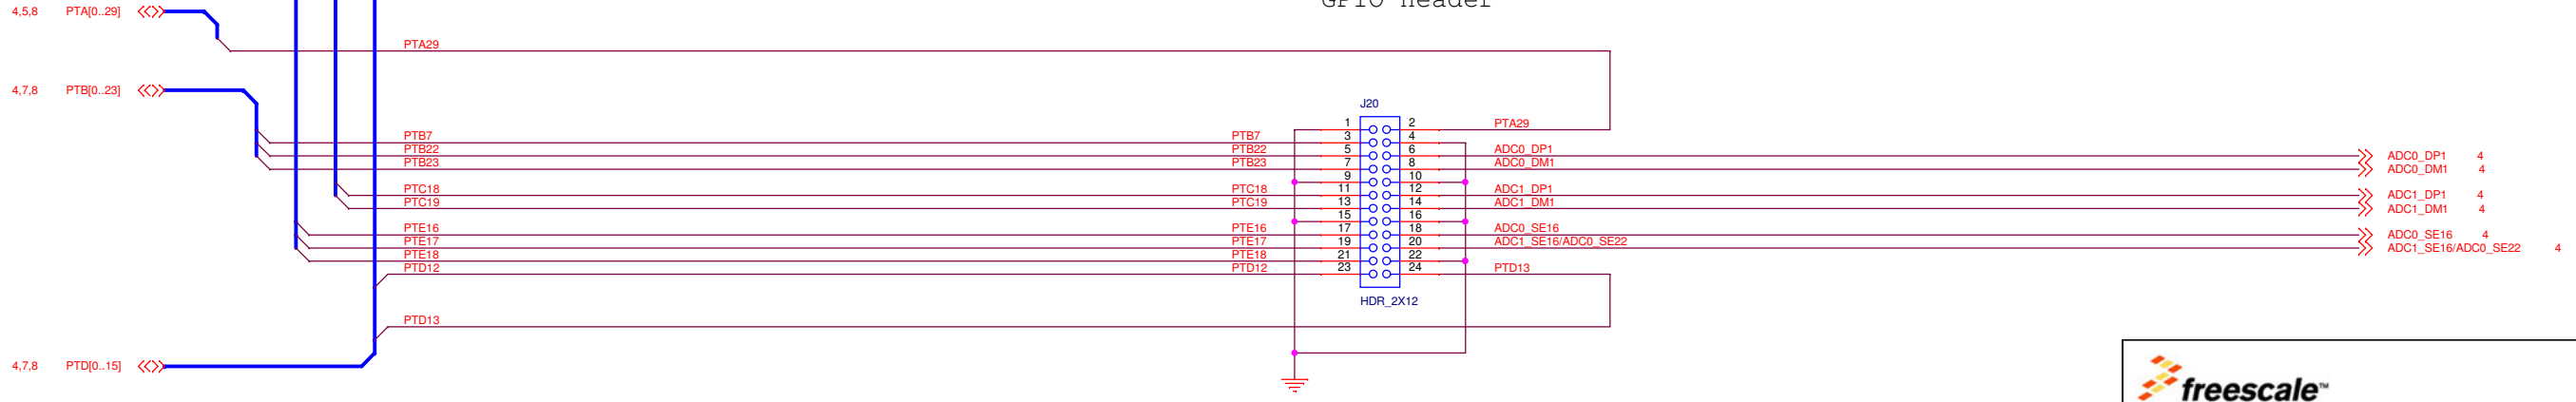 GPIO Header
4,5,8 PTA[0..29]
PTA29
4,7,8 PTB[0..23]
J20
1 2 PTA29
PTB7 PTB7 3 4
PTB22 PTB22 5 6 ADC0_DP1 ADC0_DP1 4
PTB23 PTB23 7 8 ADC0_DM1 ADC0_DM1 4
9 10
PTC18 PTC18 11 12 ADC1_DP1 ADC1_DP1 4
PTC19 PTC19 13 14 ADC1_DM1 ADC1_DM1 4
15 16
PTE16 PTE16 17 18 ADC0_SE16 ADC0_SE16 4
PTE17 PTE17 19 20 ADC1_SE16/ADC0_SE22 ADC1_SE16/ADC0_SE22 4
PTE18 PTE18 21 22
PTD12 PTD12 23 24 PTD13
HDR_2X12
PTD13
4,7,8 PTD[0..15]
freescale™